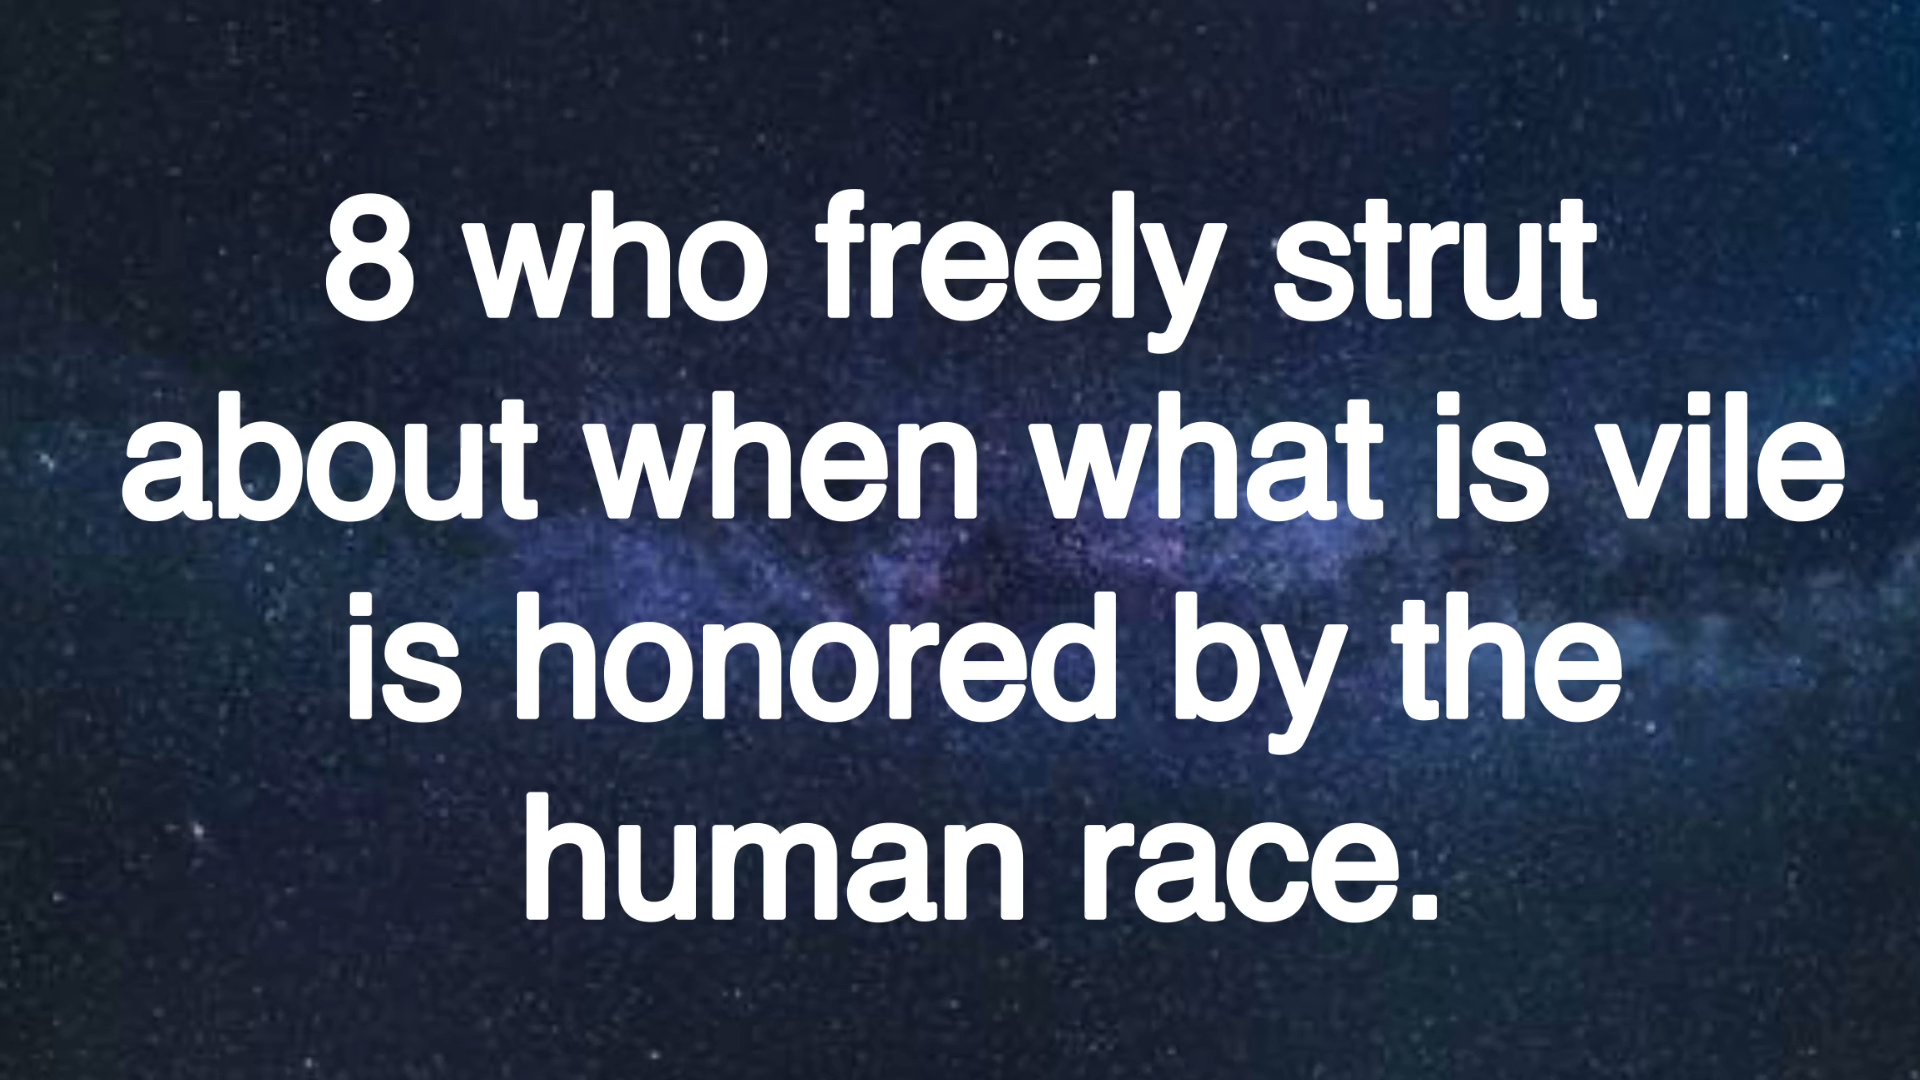 8 who freely strut
about when what is vile
is honored by the
human race.